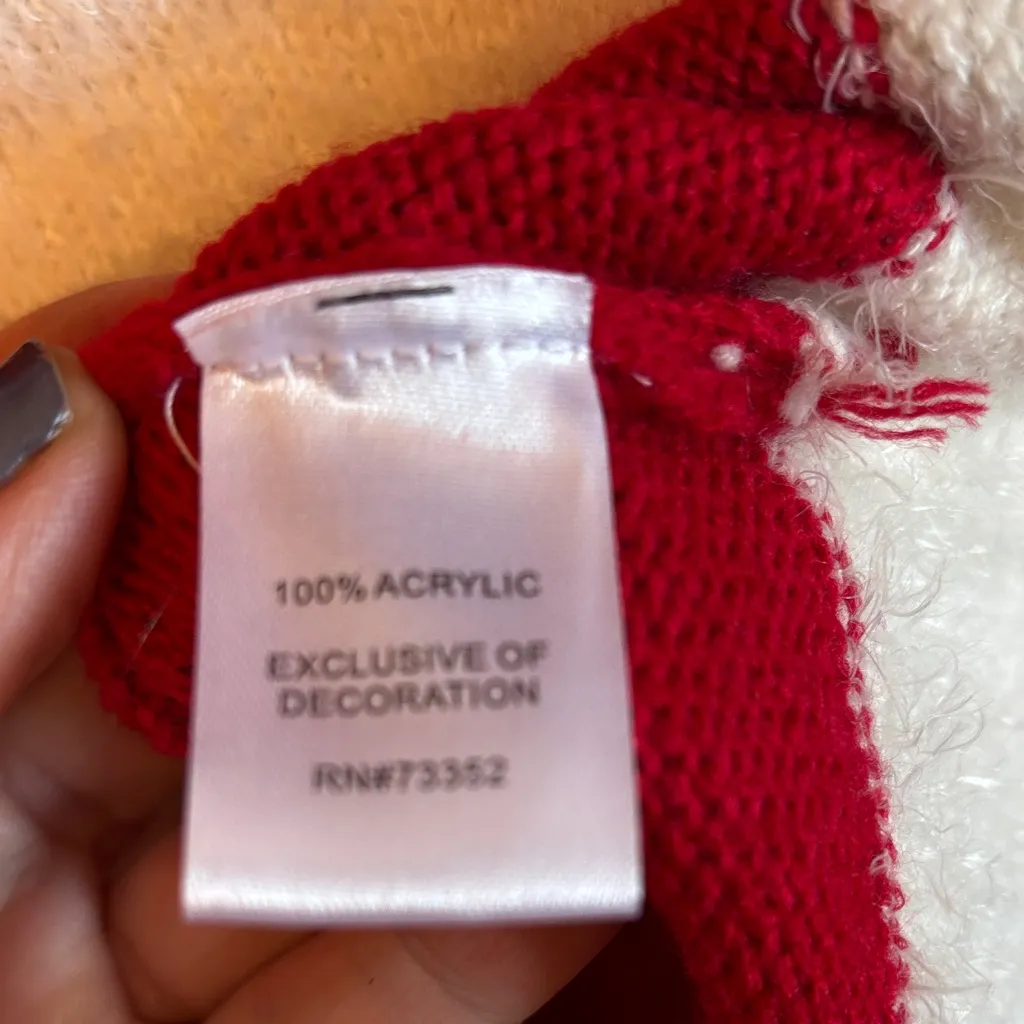 100% ACRYLIC
EXCLUSIVE OF
DECORATION
RN#73352